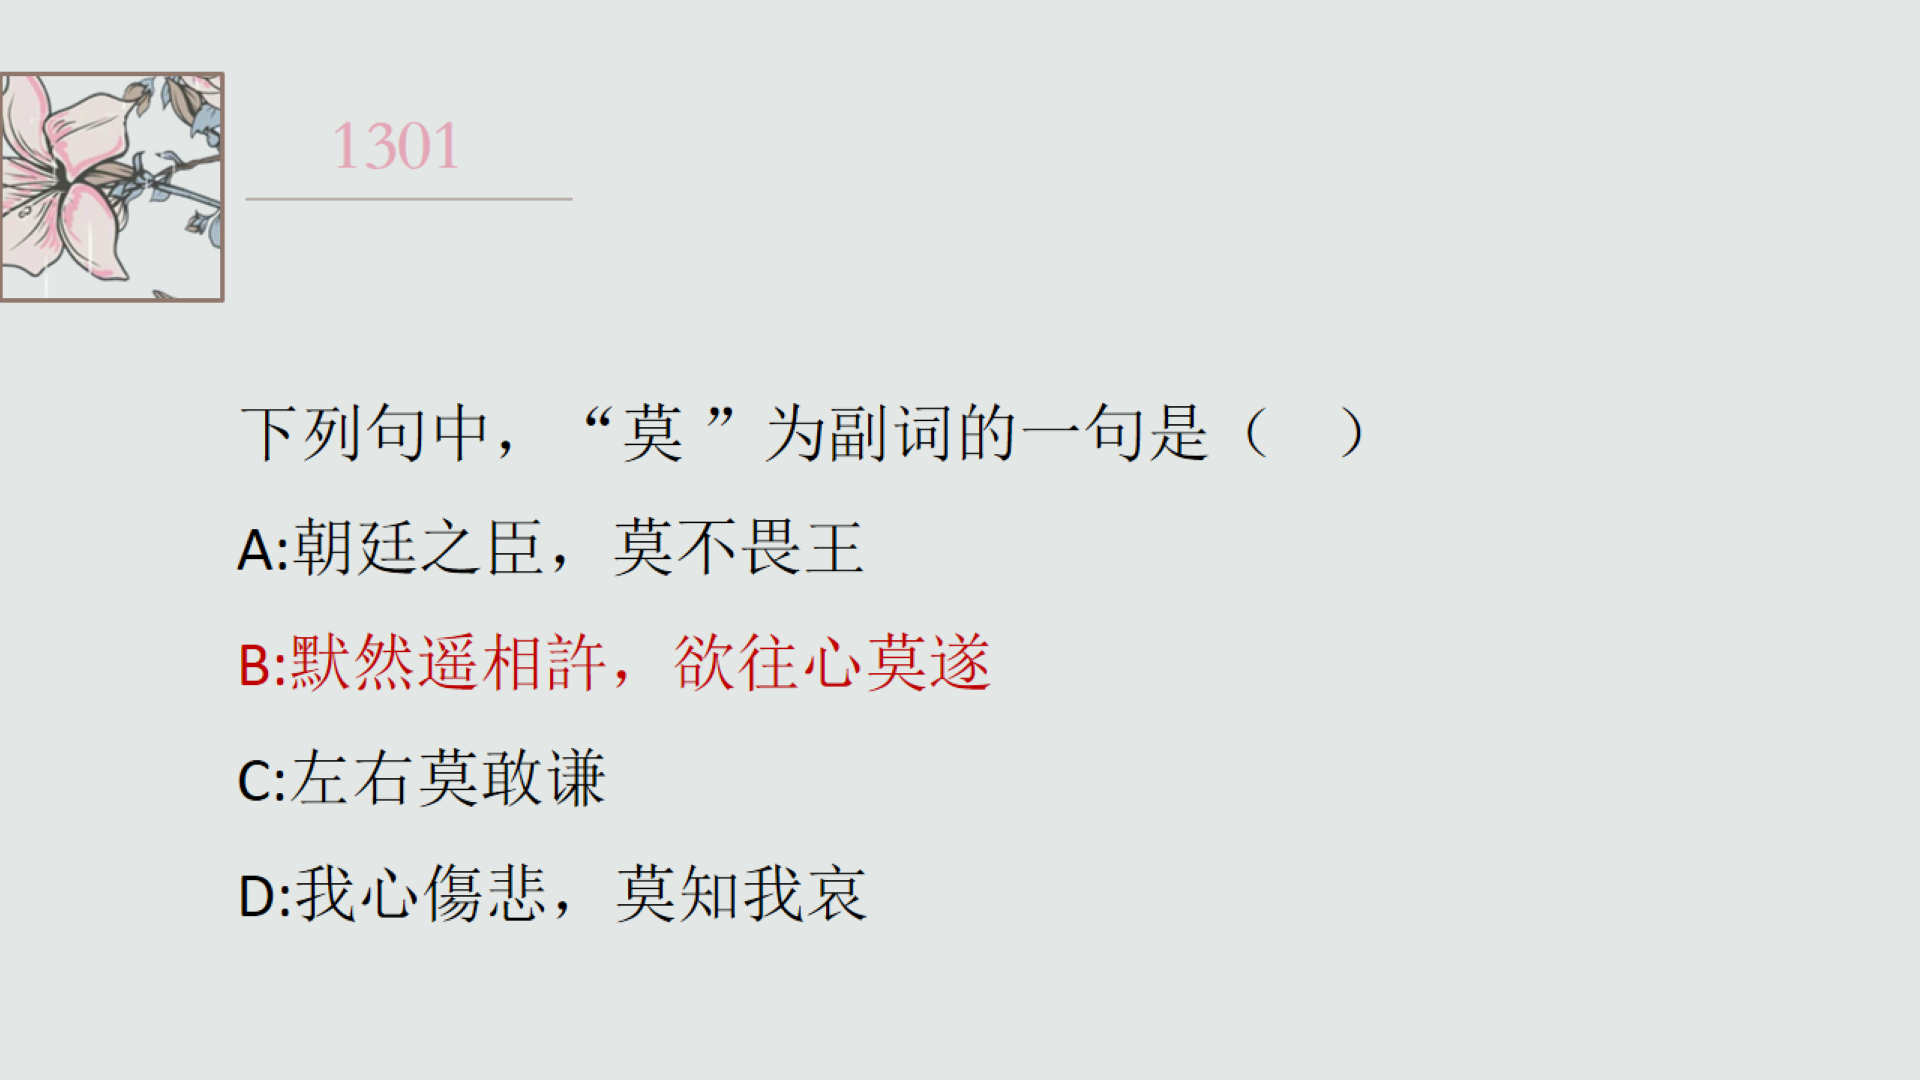 1301
下列句中，“莫 ”为副词的一句是（ ）
A:朝廷之臣，莫不畏王
B:默然遥相許，欲往心莫遂
C:左右莫敢谦
D:我心傷悲，莫知我哀